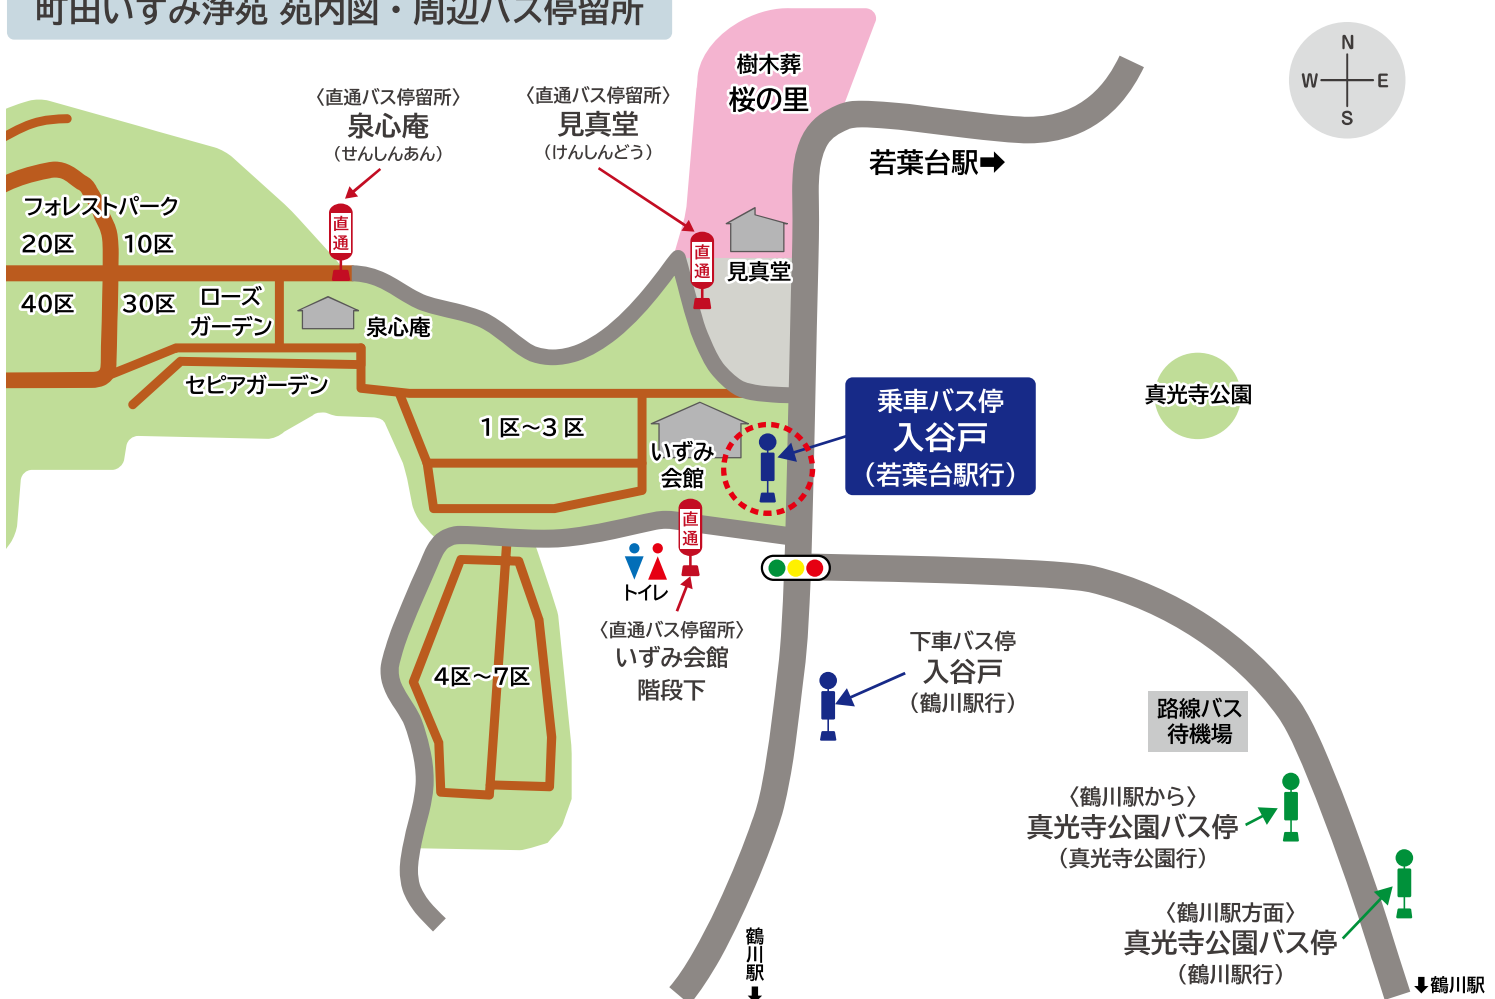 町田いずみ浄苑 苑内図・周辺バス停留所
N
W
E
S
樹木葬
桜の里
〈直通バス停留所〉
泉心庵
（せんしんあん）
〈直通バス停留所〉
見真堂
（けんしんどう）
若葉台駅➡
フォレストパーク
20区
10区
40区
30区
直通
直通
見真堂
ローズ
ガーデン
泉心庵
セピアガーデン
1区～3区
いずみ
会館
乗車バス停
入谷戸
（若葉台駅行）
真光寺公園
直通
トイレ
〈直通バス停留所〉
いずみ会館
階段下
4区～7区
下車バス停
入谷戸
（鶴川駅行）
路線バス
待機場
〈鶴川駅から〉
真光寺公園バス停
（真光寺公園行）
〈鶴川駅方面〉
真光寺公園バス停
（鶴川駅行）
鶴川駅⬇
⬇鶴川駅